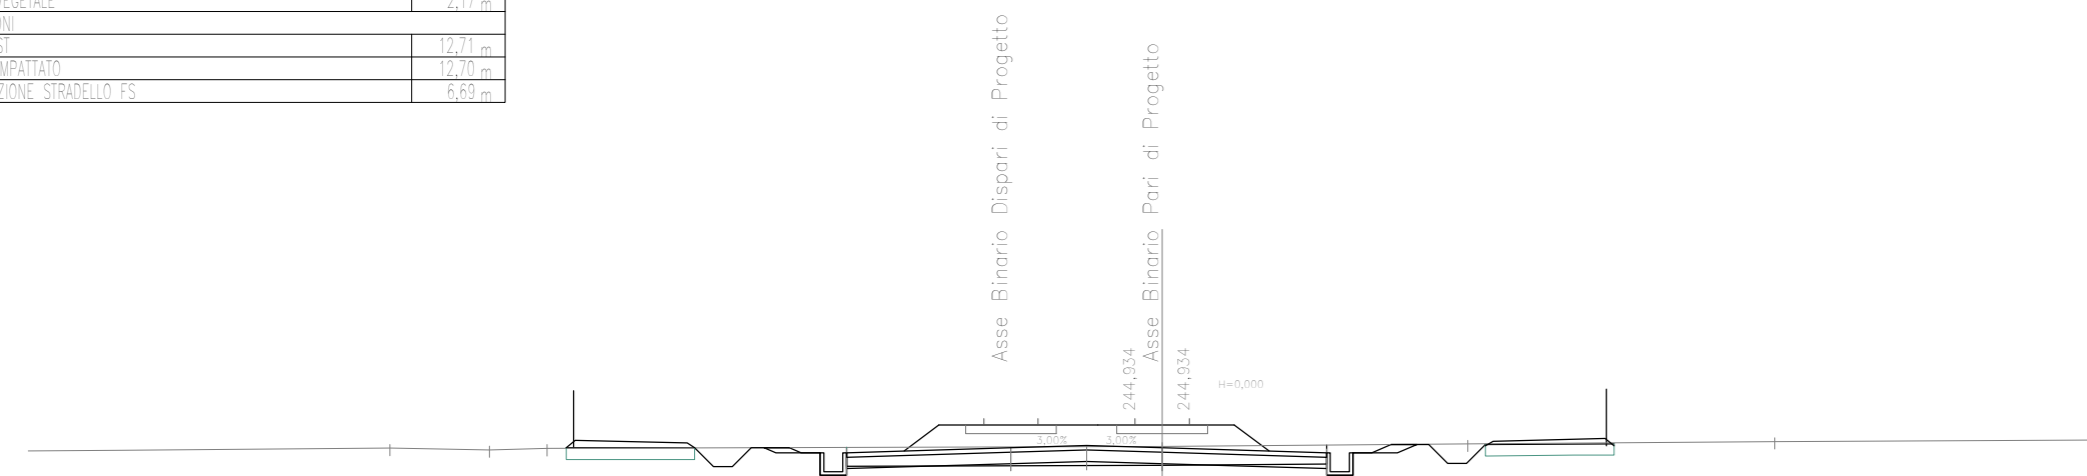 VEGETALE 2,17 m
ONI
ST 12,71 m
MPATTATO 12,70 m
ZIONE STRADELLO FS 6,69 m
Asse Binario Dispari di Progetto
Asse Binario Pari di Progetto
244,934
244,934
H=0,000
3,00%
3,00%